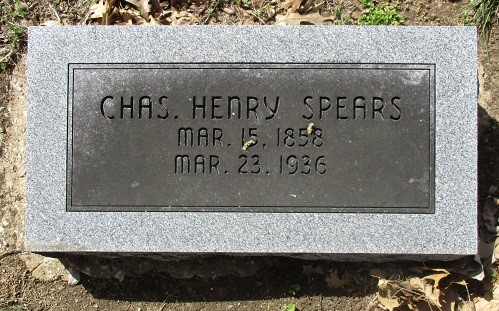 CHAS. HENRY SPEARS
MAR. 15. 1858
MAR. 23. 1936